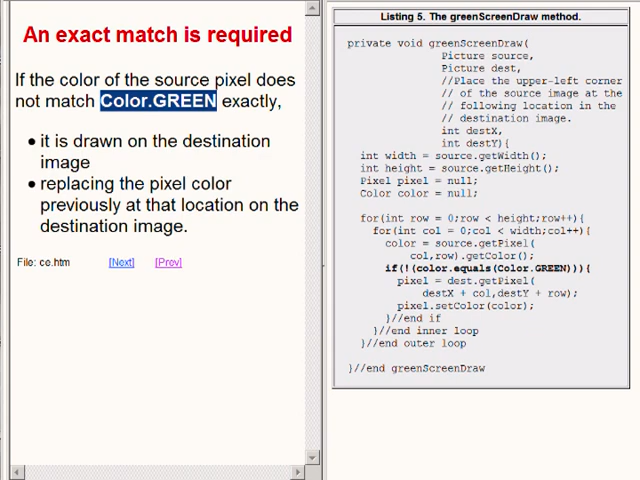 An exact match is required
If the color of the source pixel does
not match Color.GREEN exactly,
it is drawn on the destination
image
replacing the pixel color
previously at that location on the
destination image.
File: ce.htm [Next] [Prev]
Listing 5. The greenScreenDraw method.
private void greenScreenDraw(
Picture source,
Picture dest,
//Place the upper-left corner
// of the source image at the
// following location in the
// destination image.
int destX,
int destY){
int width = source.getWidth();
int height = source.getHeight();
Pixel pixel = null;
Color color = null;
for(int row = 0;row < height;row++){
for(int col = 0;col < width;col++){
color = source.getPixel(
col,row).getColor();
if(!(color.equals(Color.GREEN))){
pixel = dest.getPixel(
destX + col,destY + row);
pixel.setColor(color);
}//end if
}//end inner loop
}//end outer loop
}//end greenScreenDraw